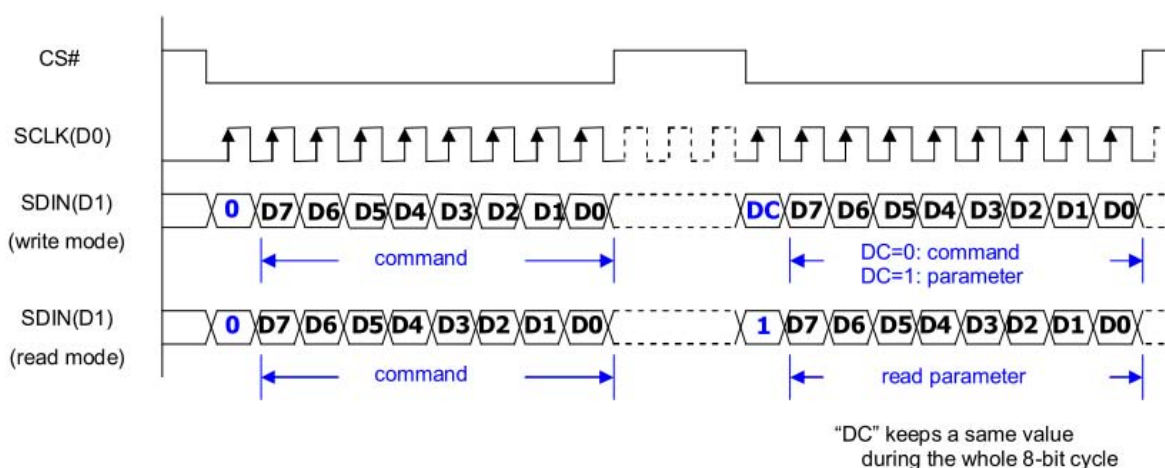 CS#
SCLK(D0)
SDIN(D1)
(write mode)
0 D7 D6 D5 D4 D3 D2 D1 D0 DC D7 D6 D5 D4 D3 D2 D1 D0
command
DC=0: command
DC=1: parameter
SDIN(D1)
(read mode)
0 D7 D6 D5 D4 D3 D2 D1 D0 1 D7 D6 D5 D4 D3 D2 D1 D0
command
read parameter
“DC” keeps a same value
during the whole 8-bit cycle